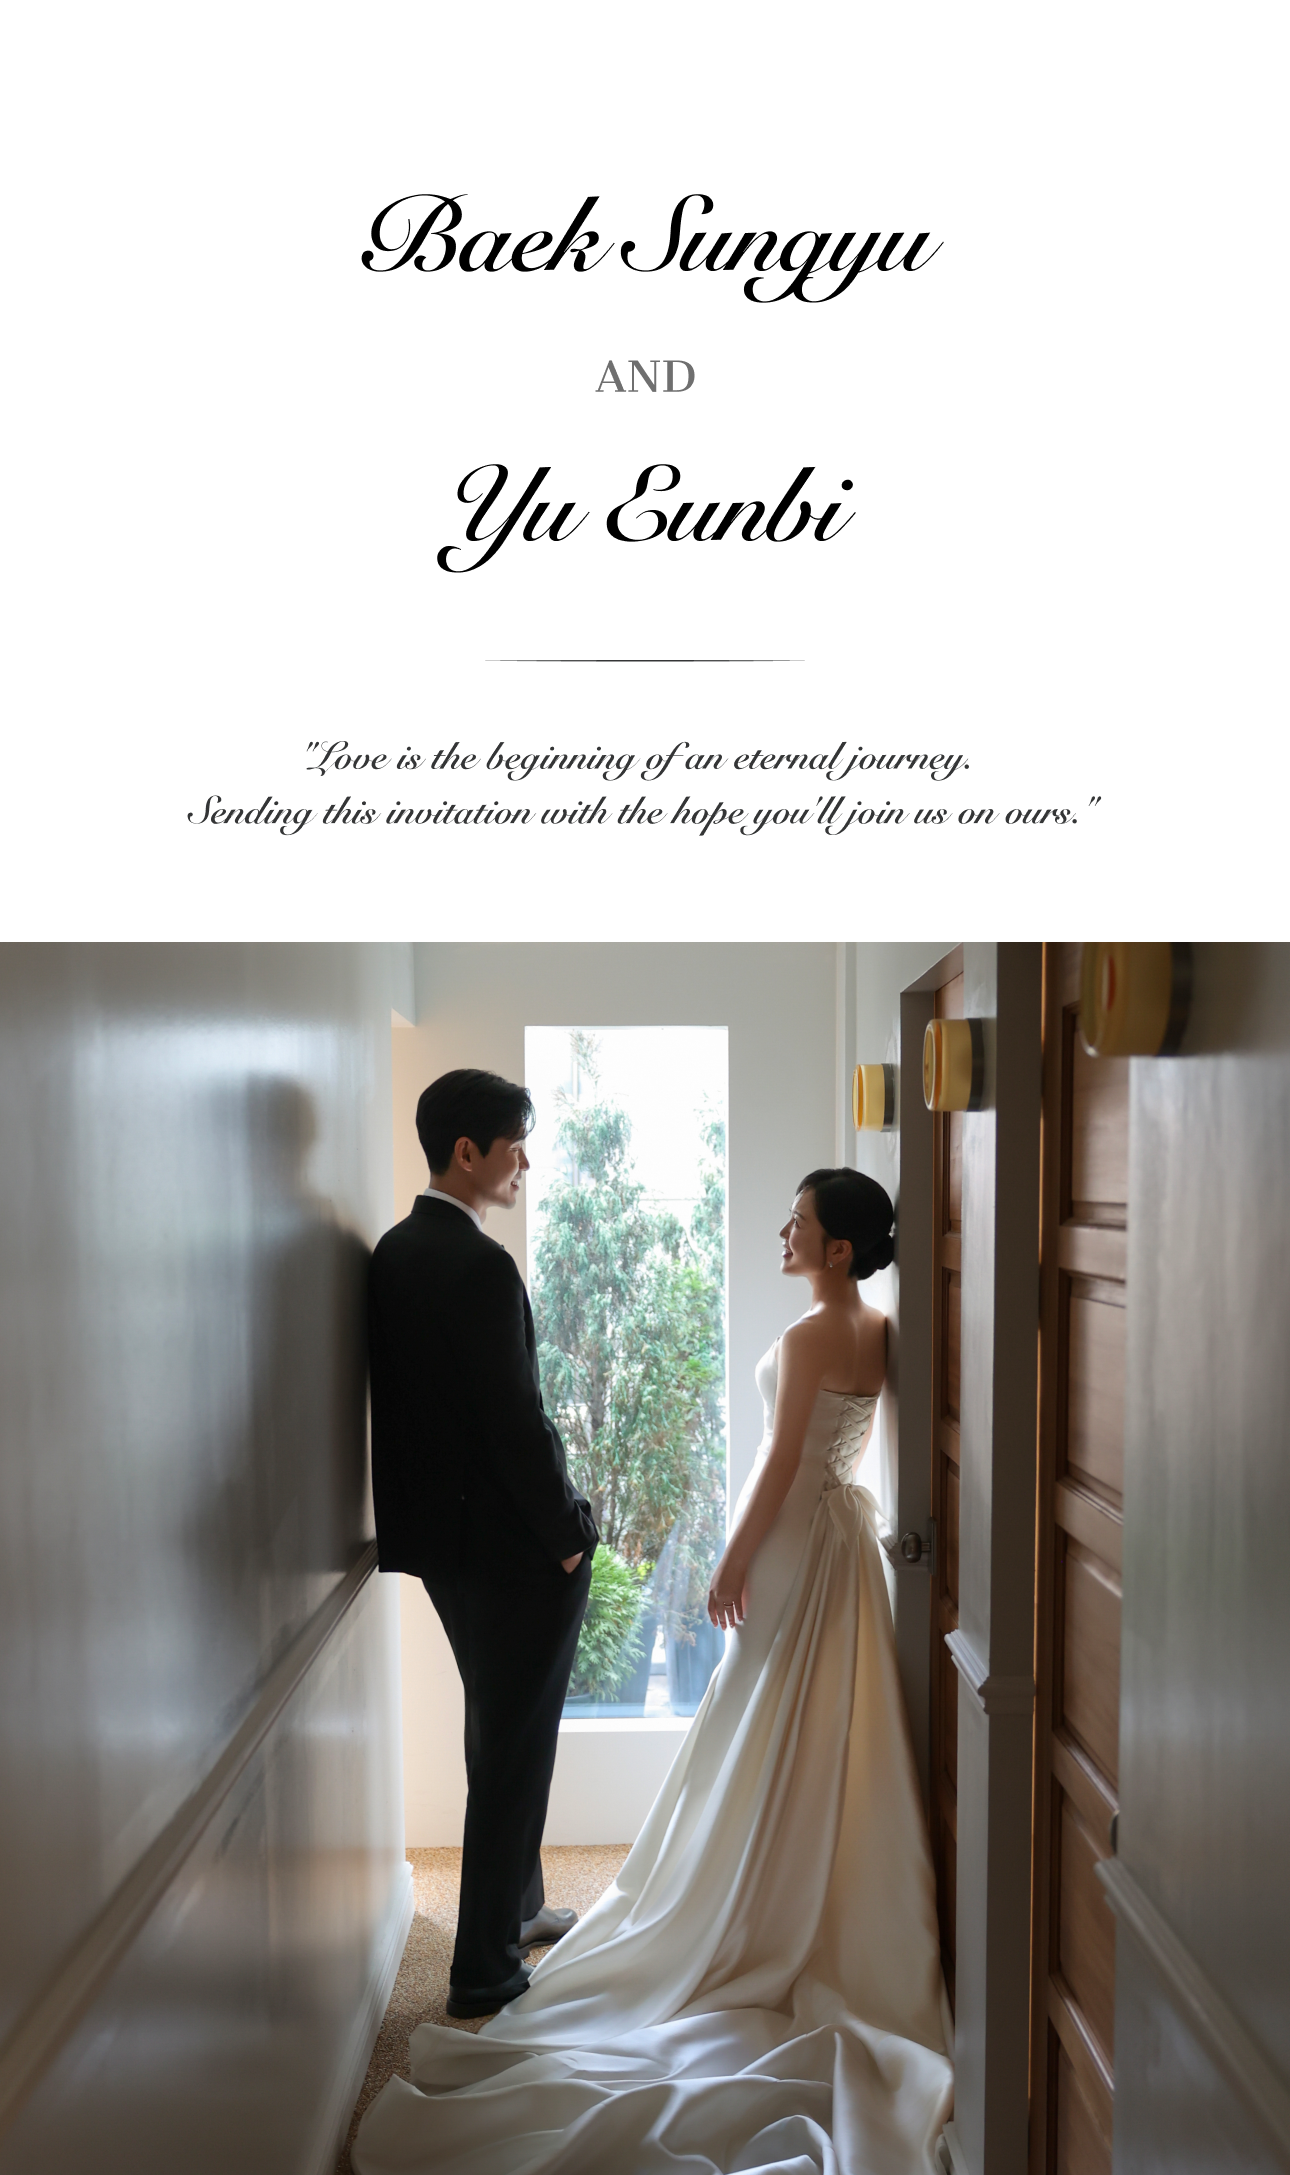 Baek Sungyu
AND
Yu Eunbi
"Love is the beginning of an eternal journey.
Sending this invitation with the hope you'll join us on ours."